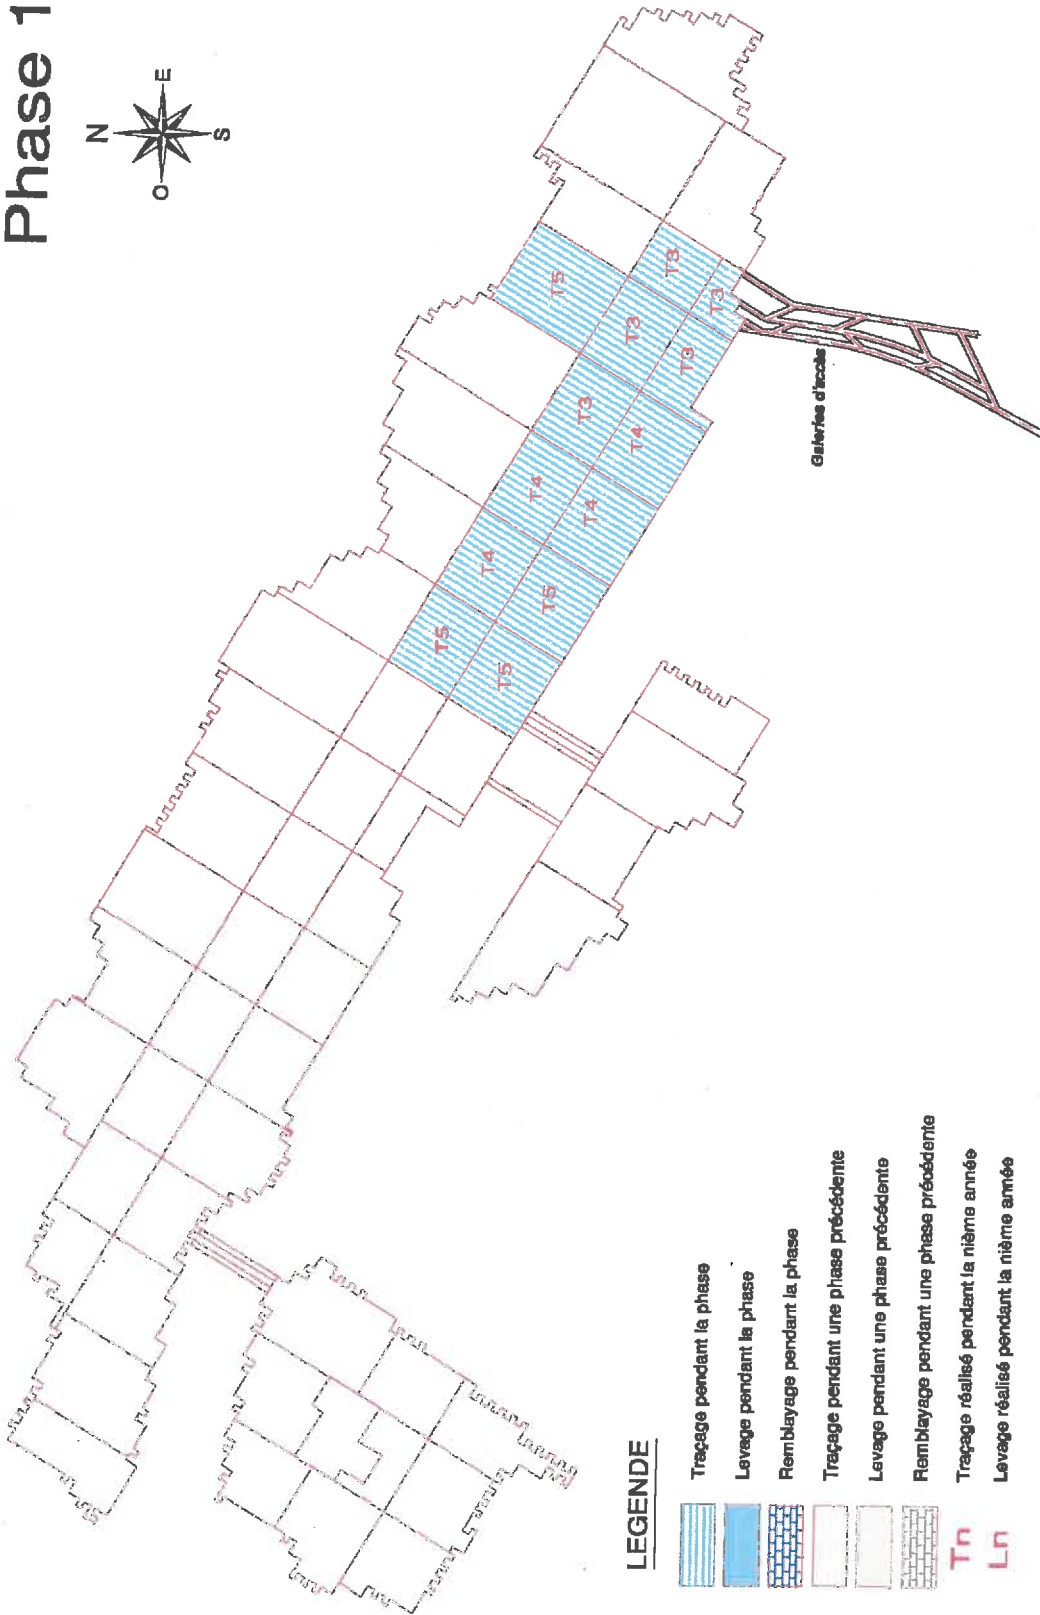 Phase 1
N
E
S
O
T5
T3
T3
T3
T3
T3
T4
T4
T4
T4
T5
T5
T5
Galeries d'accès
LEGENDE
Traçage pendant la phase
Levage pendant la phase
Remblayage pendant la phase
Traçage pendant une phase précédente
Levage pendant une phase précédente
Remblayage pendant une phase précédente
Tn Traçage réalisé pendant la nième année
Ln Levage réalisé pendant la nième année